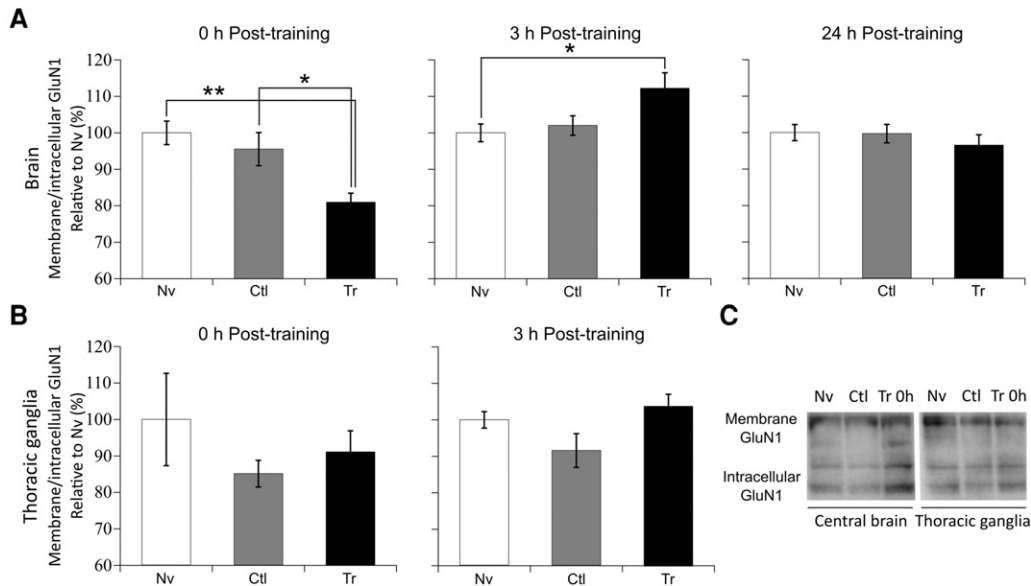 A
0 h Post-training
3 h Post-training
24 h Post-training
Brain
Membrane/intracellular GluN1
Relative to Nv (%)
120
110
100
90
80
70
60
**
*
*
Nv Ctl Tr
Nv Ctl Tr
Nv Ctl Tr
B
0 h Post-training
3 h Post-training
Thoracic ganglia
Membrane/intracellular GluN1
Relative to Nv (%)
120
110
100
90
80
70
60
Nv Ctl Tr
Nv Ctl Tr
C
Nv Ctl Tr 0h Nv Ctl Tr 0h
Membrane
GluN1
Intracellular
GluN1
Central brain Thoracic ganglia